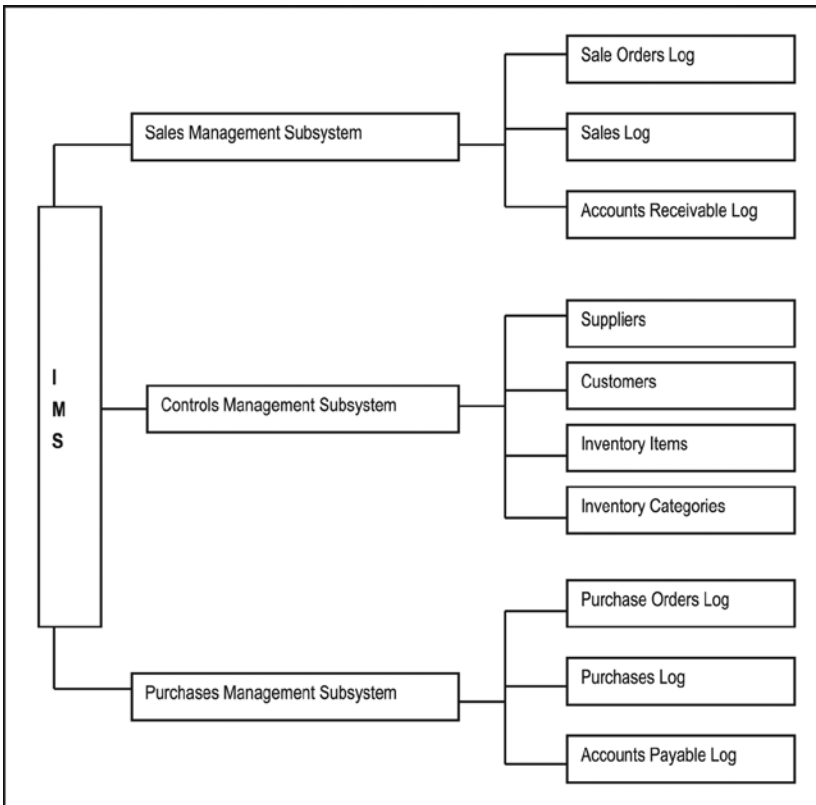 Sale Orders Log
Sales Management Subsystem
Sales Log
Accounts Receivable Log
Suppliers
I
M
S
Customers
Controls Management Subsystem
Inventory Items
Inventory Categories
Purchase Orders Log
Purchases Management Subsystem
Purchases Log
Accounts Payable Log